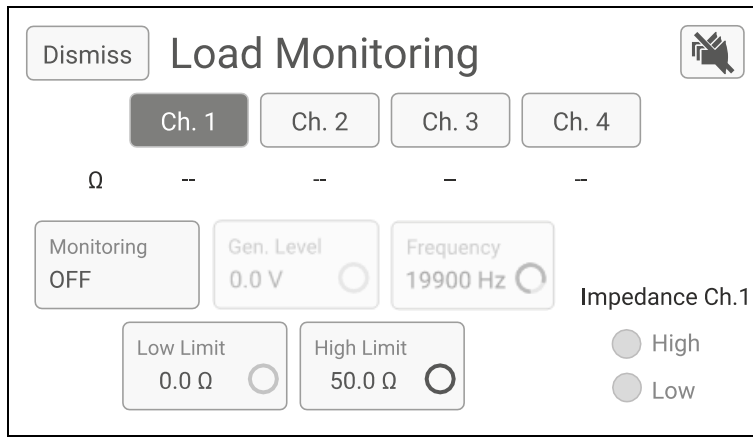 Dismiss Load Monitoring
Ch. 1 Ch. 2 Ch. 3 Ch. 4
Ω -- -- – --
Monitoring Gen. Level Frequency
OFF 0.0 V 19900 Hz
Impedance Ch.1
Low Limit High Limit High
0.0 Ω 50.0 Ω Low